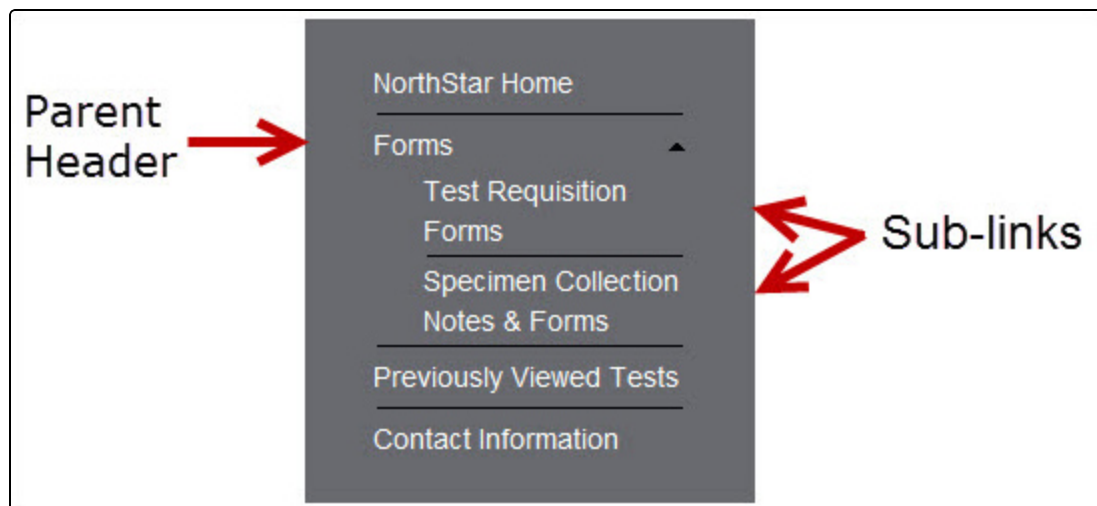 NorthStar Home
Parent
Header
Forms
Test Requisition
Forms
Sub-links
Specimen Collection
Notes & Forms
Previously Viewed Tests
Contact Information